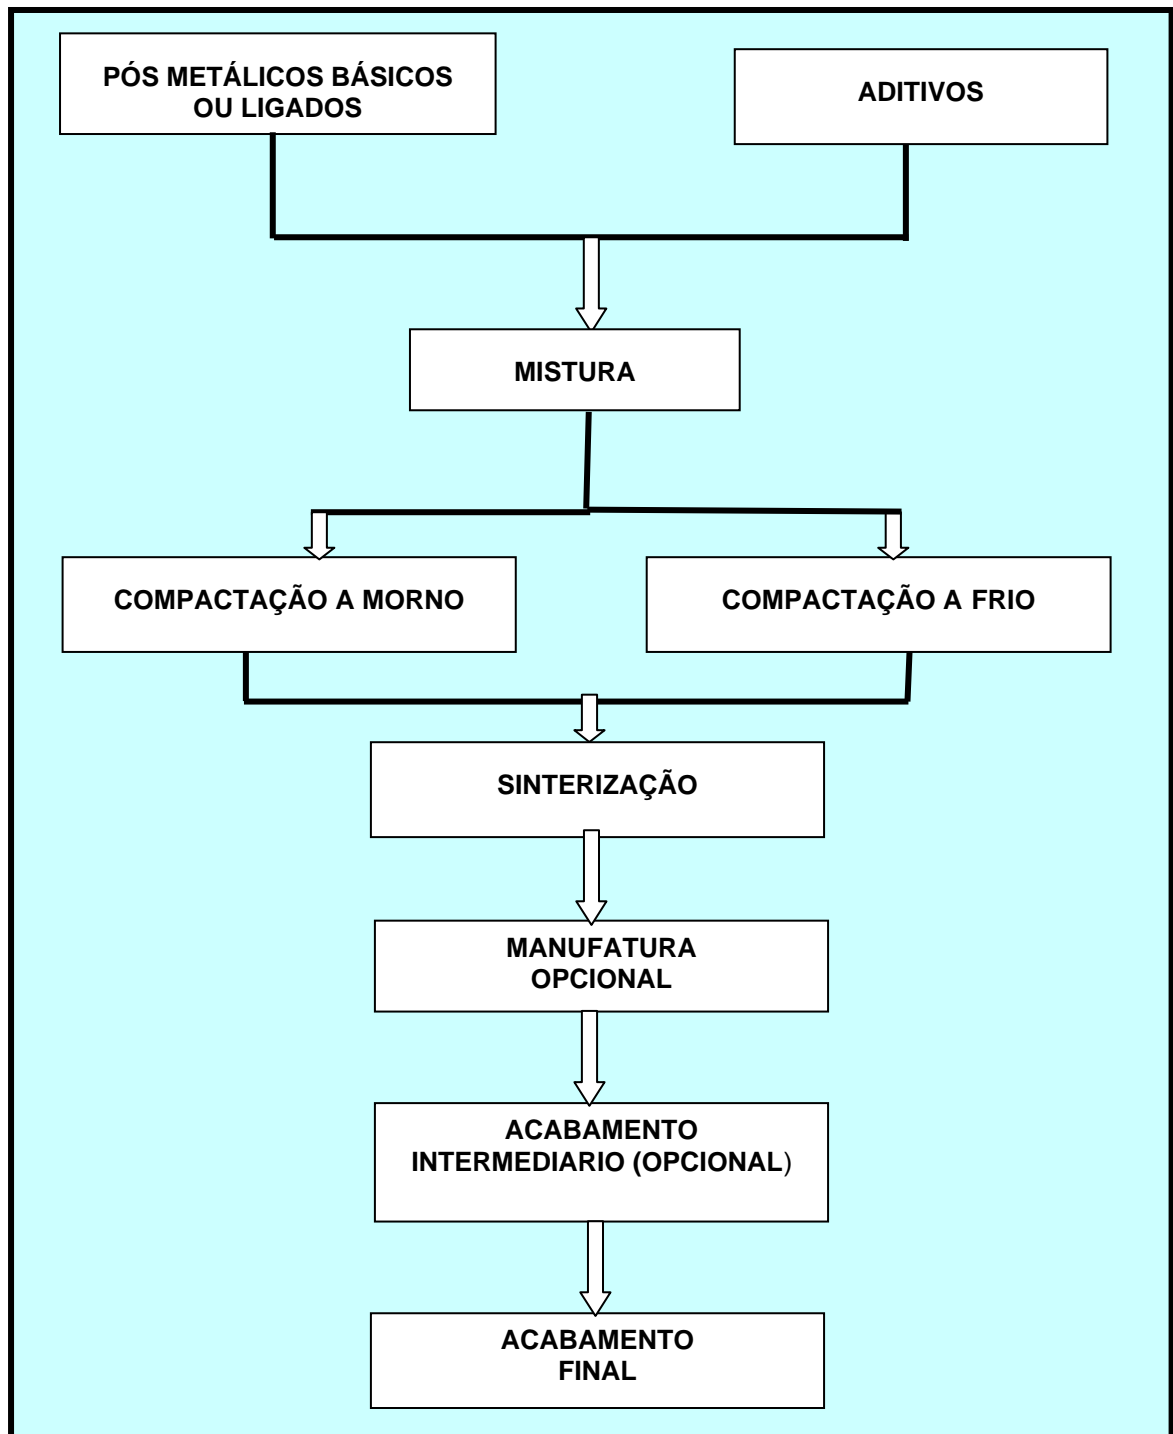 PÓS METÁLICOS BÁSICOS
OU LIGADOS
ADITIVOS
MISTURA
COMPACTAÇÃO A MORNO
COMPACTAÇÃO A FRIO
SINTERIZAÇÃO
MANUFATURA
OPCIONAL
ACABAMENTO
INTERMEDIARIO (OPCIONAL)
ACABAMENTO
FINAL